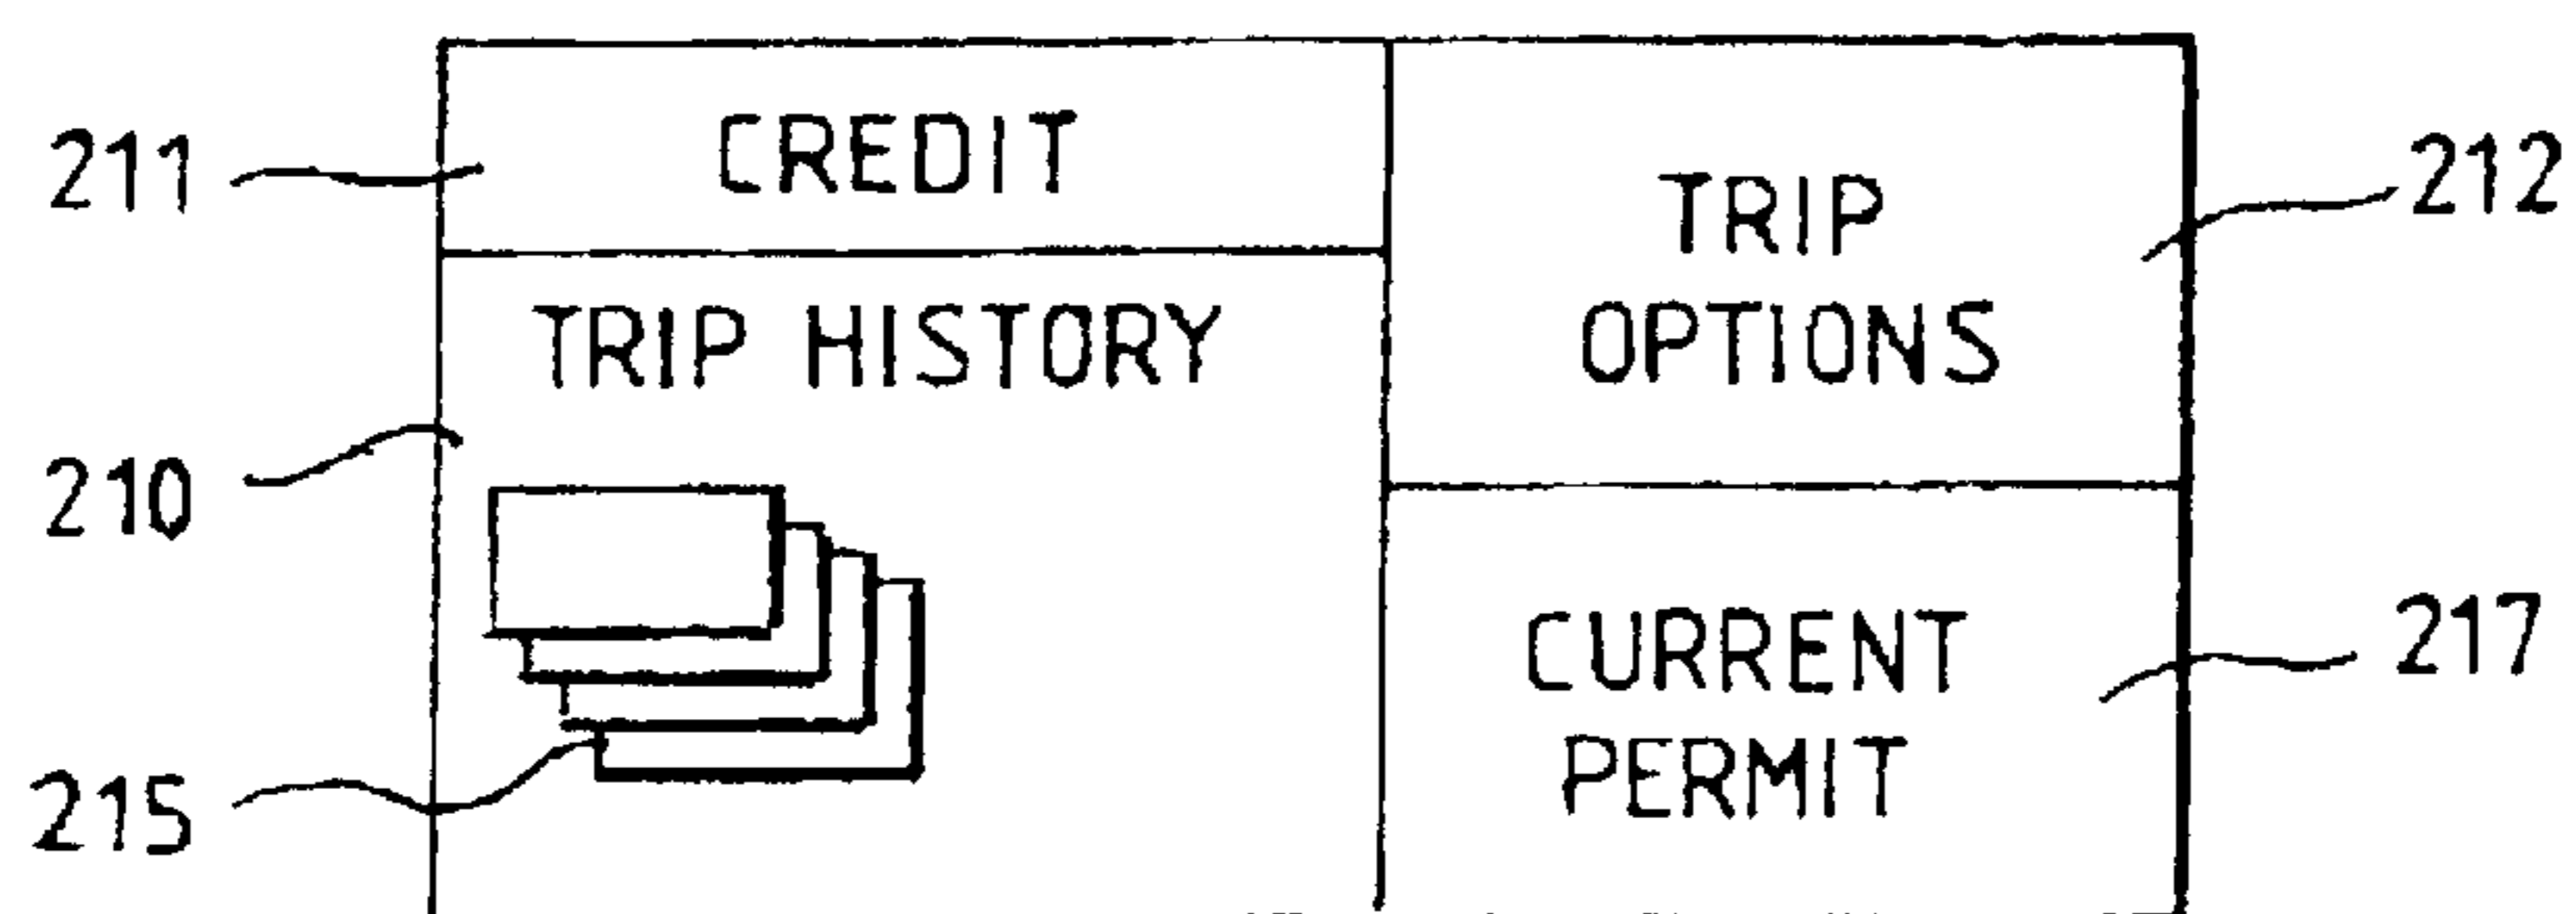 CREDIT
211
TRIP
OPTIONS
212
TRIP HISTORY
210
CURRENT
PERMIT
217
215